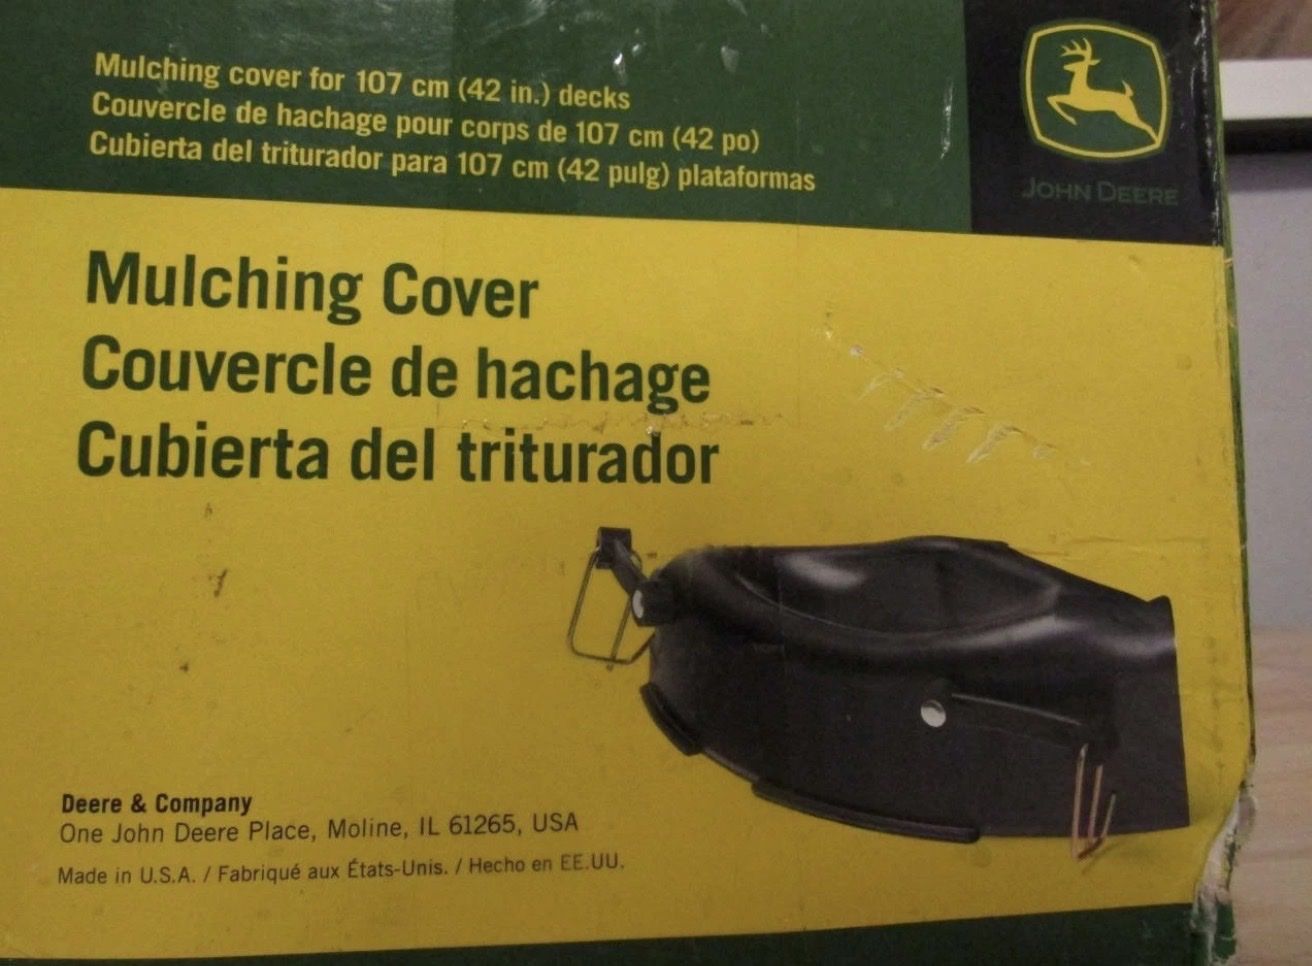 Mulching cover for 107 cm (42 in.) decks
Couvercle de hachage pour corps de 107 cm (42 po)
Cubierta del triturador para 107 cm (42 pulg) plataformas
JOHN DEERE
Mulching Cover
Couvercle de hachage
Cubierta del triturador
Deere & Company
One John Deere Place, Moline, IL 61265, USA
Made in U.S.A. / Fabriqué aux États-Unis. / Hecho en EE.UU.